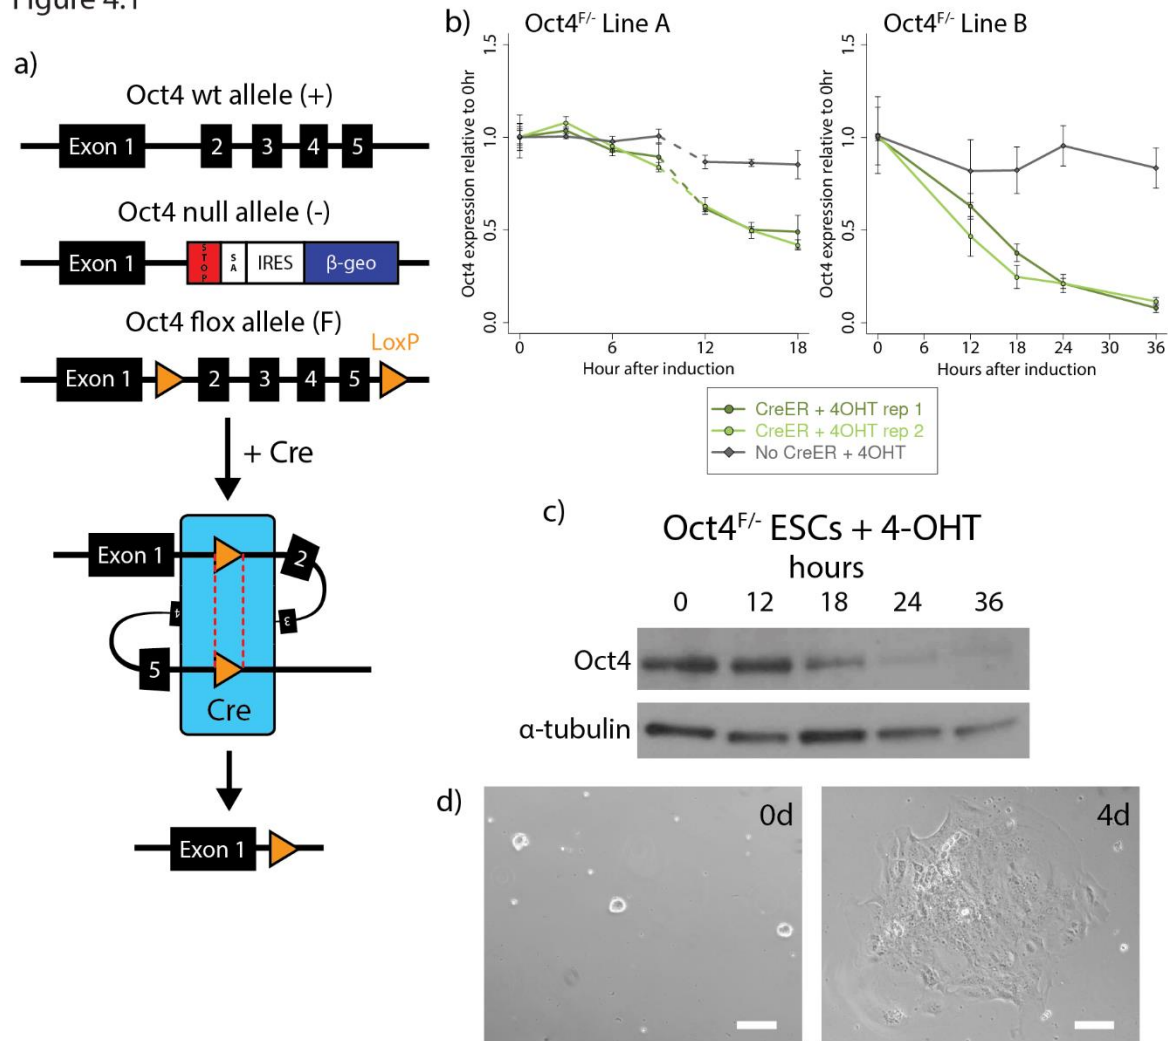 Figure 4.1
a)
Oct4 wt allele (+)
Exon 1 2 3 4 5
Oct4 null allele (-)
Exon 1 STOP SA IRES β-geo
Oct4 flox allele (F)
LoxP
Exon 1 2 3 4 5
+ Cre
Exon 1 2
4 3
5
Cre
Exon 1
b)
Oct4F/- Line A
Oct4 expression relative to 0hr
1.5
1.0
0.5
0.0
0 3 6 9 12 18
Hour after induction
Oct4F/- Line B
Oct4 expression relative to 0hr
1.5
1.0
0.5
0.0
0 6 12 18 24 30 36
Hours after induction
CreER + 4OHT rep 1
CreER + 4OHT rep 2
No CreER + 4OHT
c)
Oct4F/- ESCs + 4-OHT
hours
0 12 18 24 36
Oct4
α-tubulin
d)
0d
4d